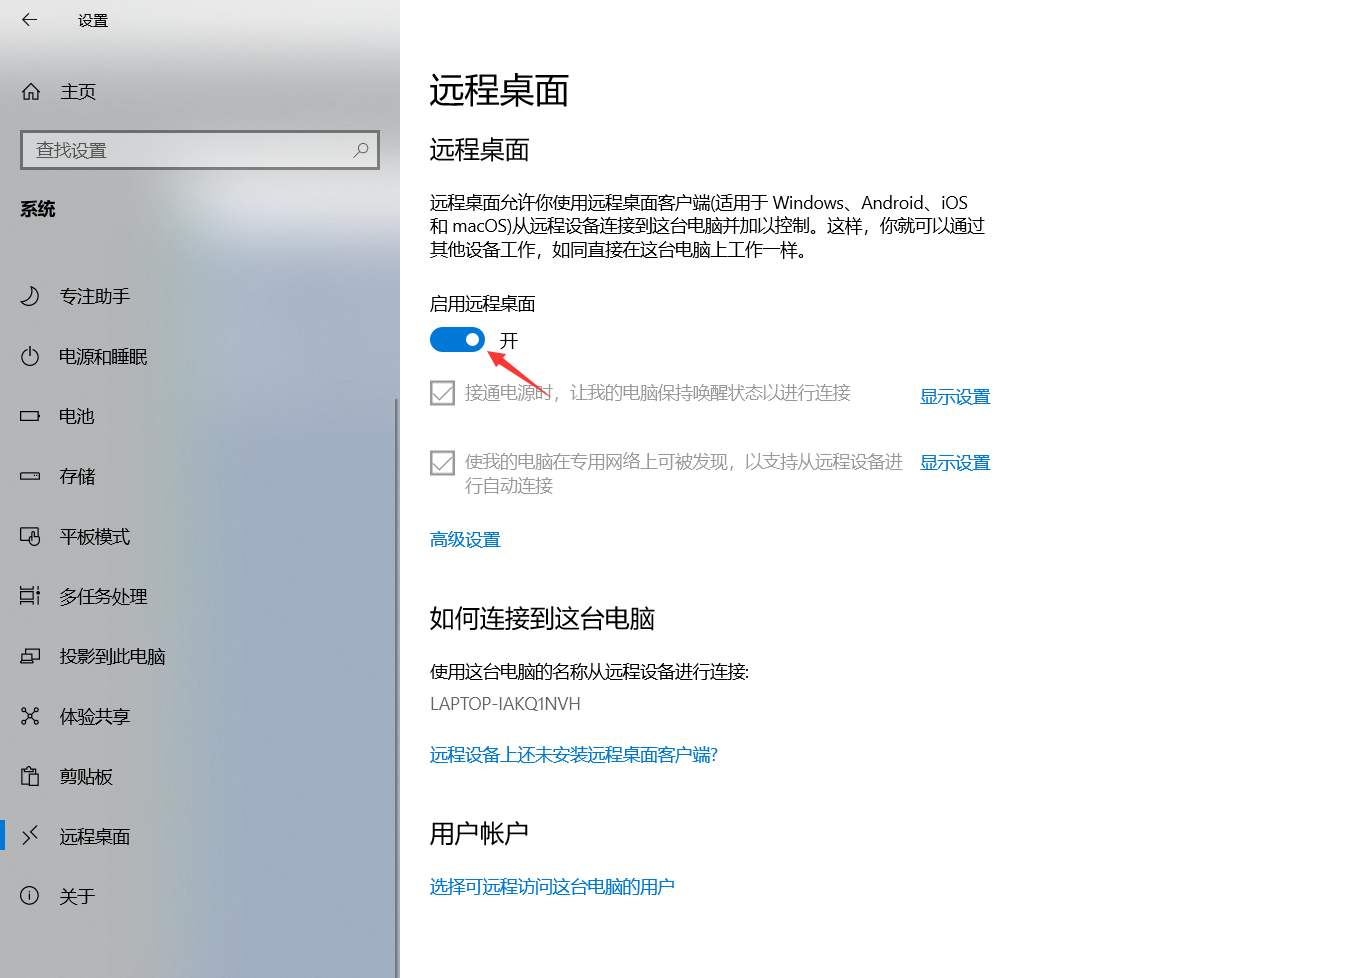 设置
主页
查找设置
系统
专注助手
电源和睡眠
电池
存储
平板模式
多任务处理
投影到此电脑
体验共享
剪贴板
远程桌面
关于
远程桌面
远程桌面
远程桌面允许你使用远程桌面客户端(适用于 Windows、Android、iOS
和 macOS)从远程设备连接到这台电脑并加以控制。这样，你就可以通过
其他设备工作，如同直接在这台电脑上工作一样。
启用远程桌面
开
接通电源时，让我的电脑保持唤醒状态以进行连接
显示设置
使我的电脑在专用网络上可被发现，以支持从远程设备进
行自动连接
显示设置
高级设置
如何连接到这台电脑
使用这台电脑的名称从远程设备进行连接:
LAPTOP-IAKQ1NVH
远程设备上还未安装远程桌面客户端?
用户帐户
选择可远程访问这台电脑的用户